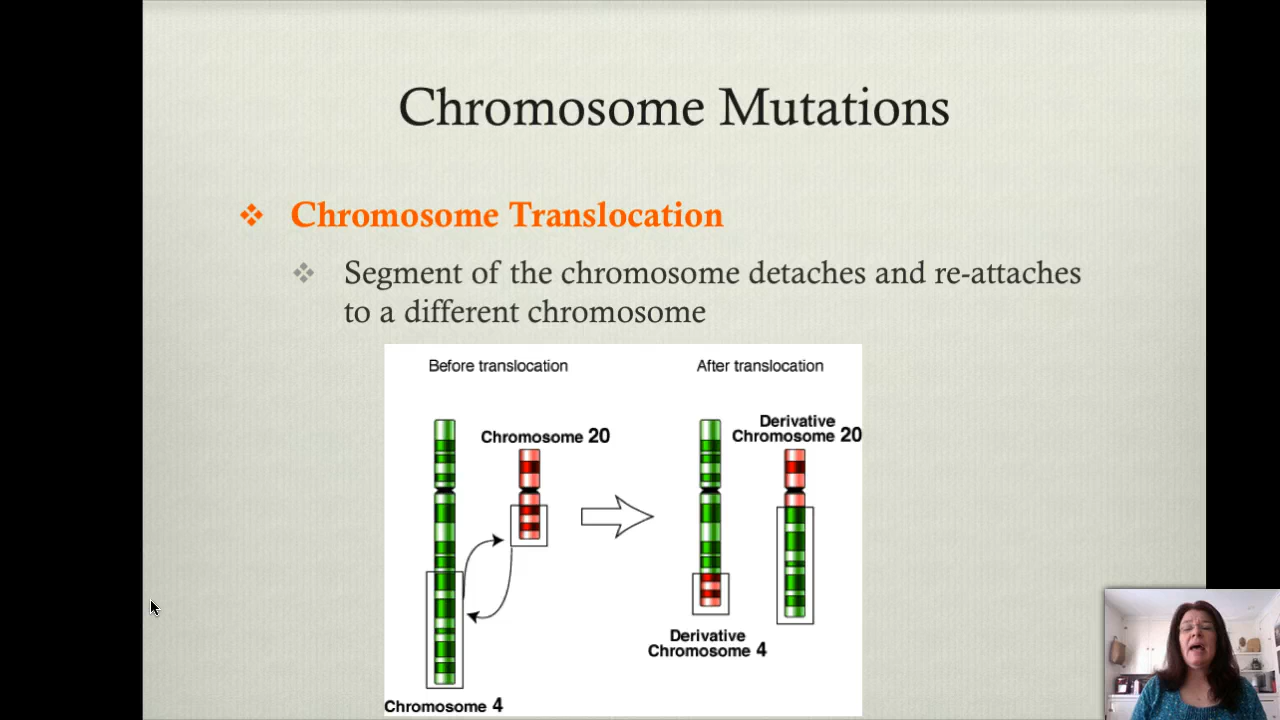 Chromosome Mutations
Chromosome Translocation
Segment of the chromosome detaches and re-attaches
to a different chromosome
Before translocation
After translocation
Chromosome 20
Derivative
Chromosome 20
Derivative
Chromosome 4
Chromosome 4